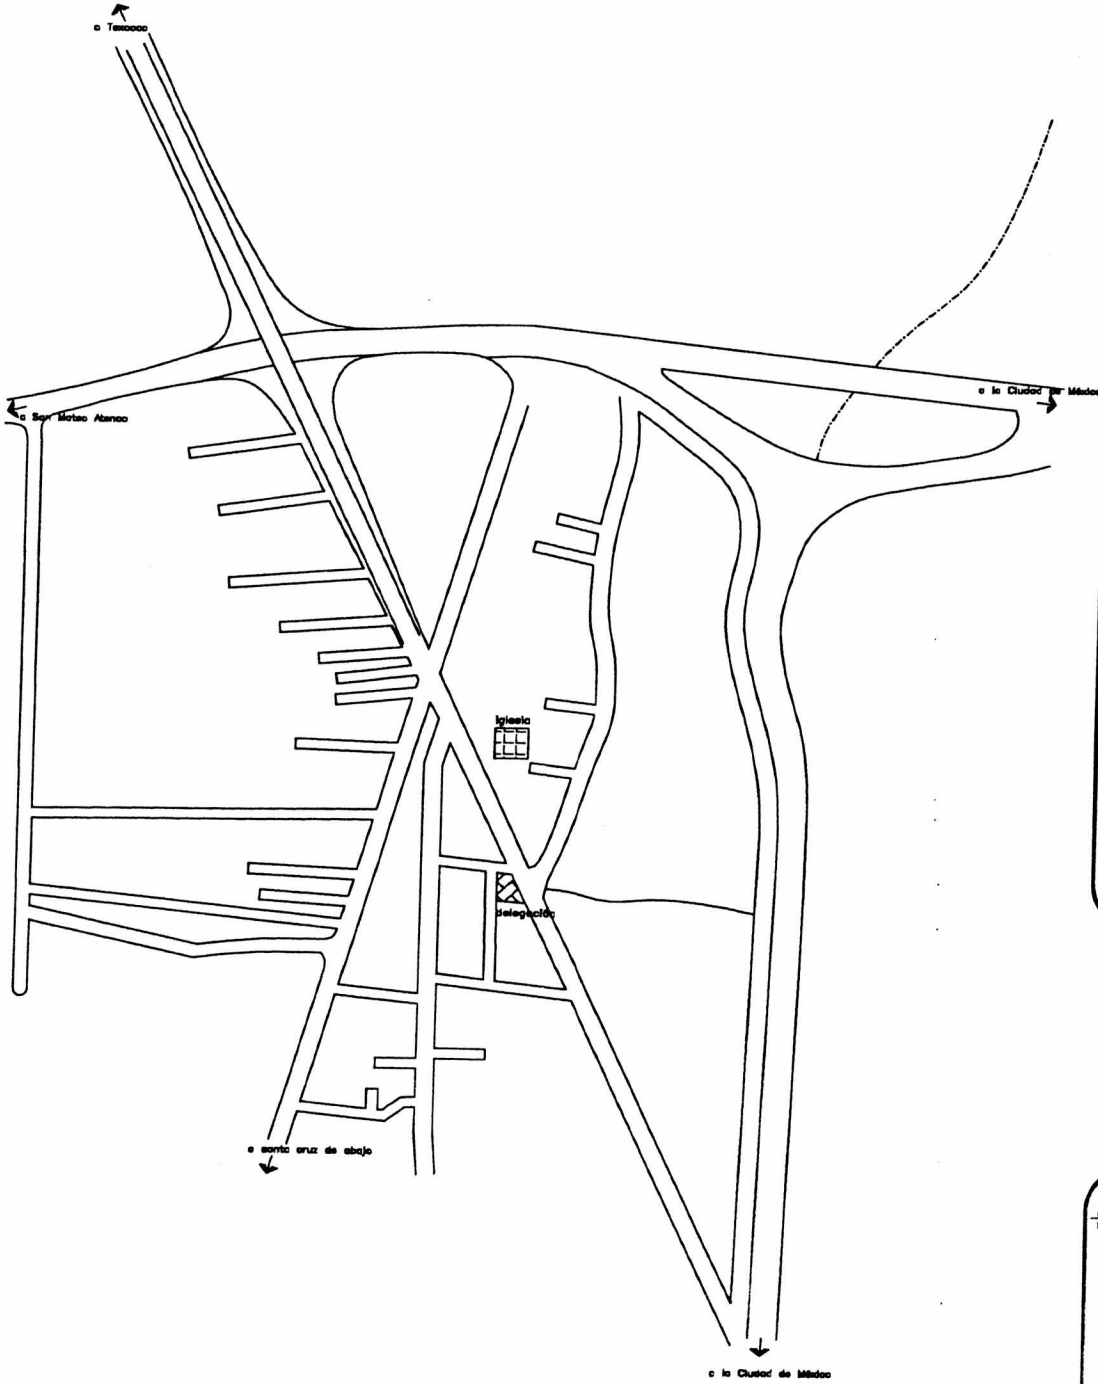 a Texcoco
a la Ciudad de México
a San Mateo Atenco
Iglesia
delegación
a santa cruz de abajo
a la Ciudad de México